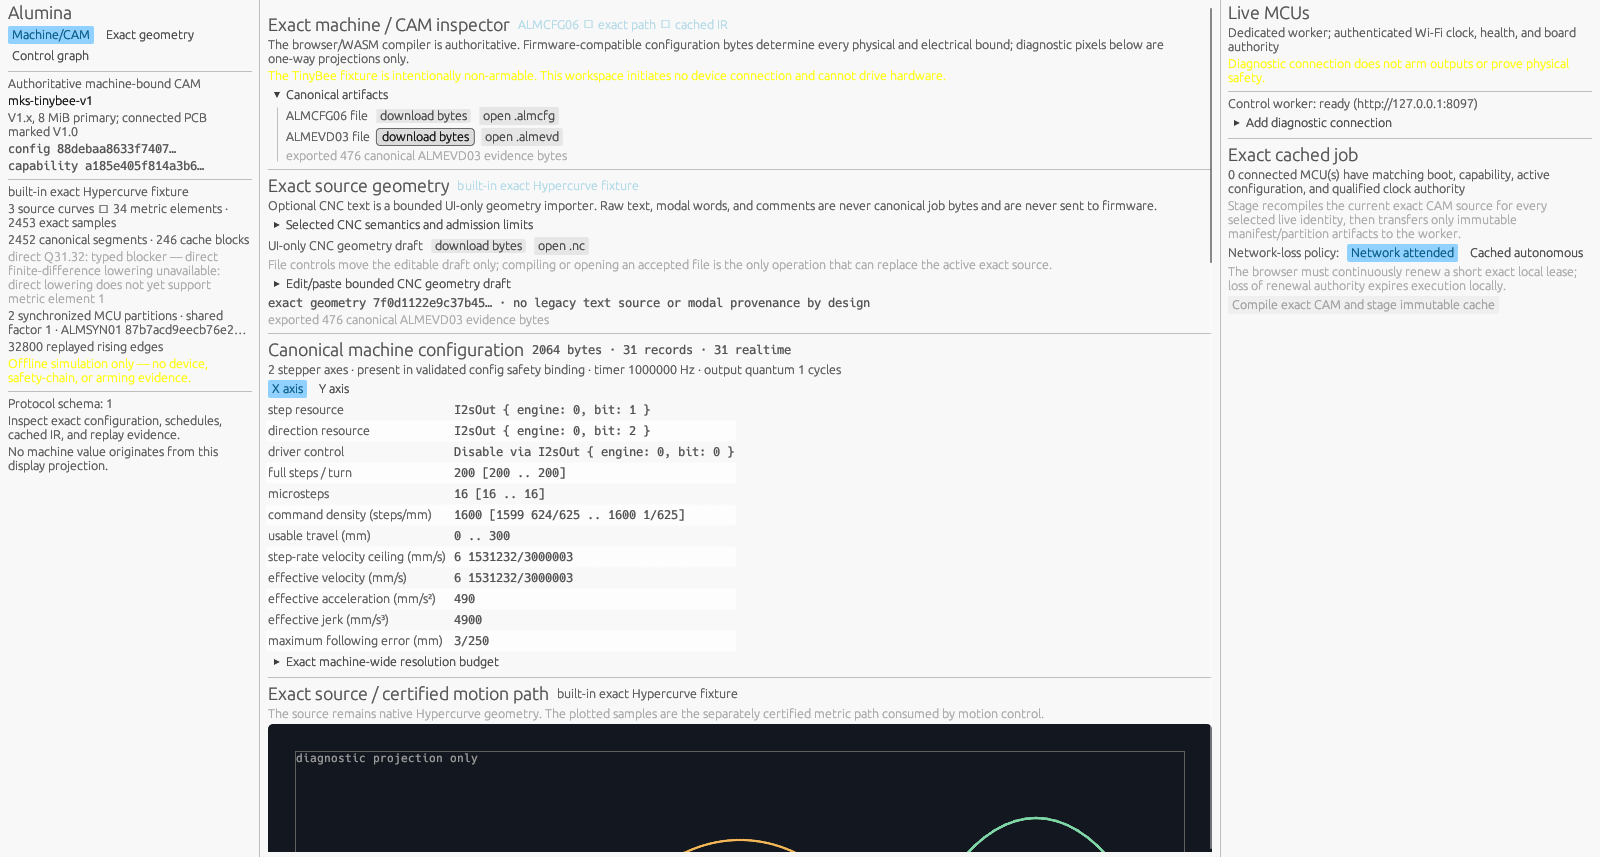 Alumina
Machine/CAM Exact geometry
Control graph
Authoritative machine-bound CAM
mks-tinybee-v1
V1.x, 8 MiB primary; connected PCB
marked V1.0
config 88debaa8633f7407…
capability a185e405f814a3b6…
built-in exact Hypercurve fixture
3 source curves □ 34 metric elements ·
2453 exact samples
2452 canonical segments · 246 cache blocks
direct Q31.32: typed blocker — direct
finite-difference lowering unavailable:
direct lowering does not yet support
metric element 1
2 synchronized MCU partitions · shared
factor 1 · ALMSYN01 87b7acd9eecb76e2…
32800 replayed rising edges
Offline simulation only — no device,
safety-chain, or arming evidence.
Protocol schema: 1
Inspect exact configuration, schedules,
cached IR, and replay evidence.
No machine value originates from this
display projection.
Exact machine / CAM inspector ALMCFG06 □ exact path □ cached IR
The browser/WASM compiler is authoritative. Firmware-compatible configuration bytes determine every physical and electrical bound; diagnostic pixels below are
one-way projections only.
The TinyBee fixture is intentionally non-armable. This workspace initiates no device connection and cannot drive hardware.
▼ Canonical artifacts
ALMCFG06 file download bytes open .almcfg
ALMEVD03 file download bytes open .almevd
exported 476 canonical ALMEVD03 evidence bytes
Exact source geometry built-in exact Hypercurve fixture
Optional CNC text is a bounded UI-only geometry importer. Raw text, modal words, and comments are never canonical job bytes and are never sent to firmware.
▶ Selected CNC semantics and admission limits
UI-only CNC geometry draft download bytes open .nc
File controls move the editable draft only; compiling or opening an accepted file is the only operation that can replace the active exact source.
▶ Edit/paste bounded CNC geometry draft
exact geometry 7f0d1122e9c37b45… · no legacy text source or modal provenance by design
exported 476 canonical ALMEVD03 evidence bytes
Canonical machine configuration 2064 bytes · 31 records · 31 realtime
2 stepper axes · present in validated config safety binding · timer 1000000 Hz · output quantum 1 cycles
X axis Y axis
step resource I2sOut { engine: 0, bit: 1 }
direction resource I2sOut { engine: 0, bit: 2 }
driver control Disable via I2sOut { engine: 0, bit: 0 }
full steps / turn 200 [200 .. 200]
microsteps 16 [16 .. 16]
command density (steps/mm) 1600 [1599 624/625 .. 1600 1/625]
usable travel (mm) 0 .. 300
step-rate velocity ceiling (mm/s) 6 1531232/3000003
effective velocity (mm/s) 6 1531232/3000003
effective acceleration (mm/s²) 490
effective jerk (mm/s³) 4900
maximum following error (mm) 3/250
▶ Exact machine-wide resolution budget
Exact source / certified motion path built-in exact Hypercurve fixture
The source remains native Hypercurve geometry. The plotted samples are the separately certified metric path consumed by motion control.
diagnostic projection only
Live MCUs
Dedicated worker; authenticated Wi-Fi clock, health, and board
authority
Diagnostic connection does not arm outputs or prove physical
safety.
Control worker: ready (http://127.0.0.1:8097)
▶ Add diagnostic connection
Exact cached job
0 connected MCU(s) have matching boot, capability, active
configuration, and qualified clock authority
Stage recompiles the current exact CAM source for every
selected live identity, then transfers only immutable
manifest/partition artifacts to the worker.
Network-loss policy: Network attended Cached autonomous
The browser must continuously renew a short exact local lease;
loss of renewal authority expires execution locally.
Compile exact CAM and stage immutable cache